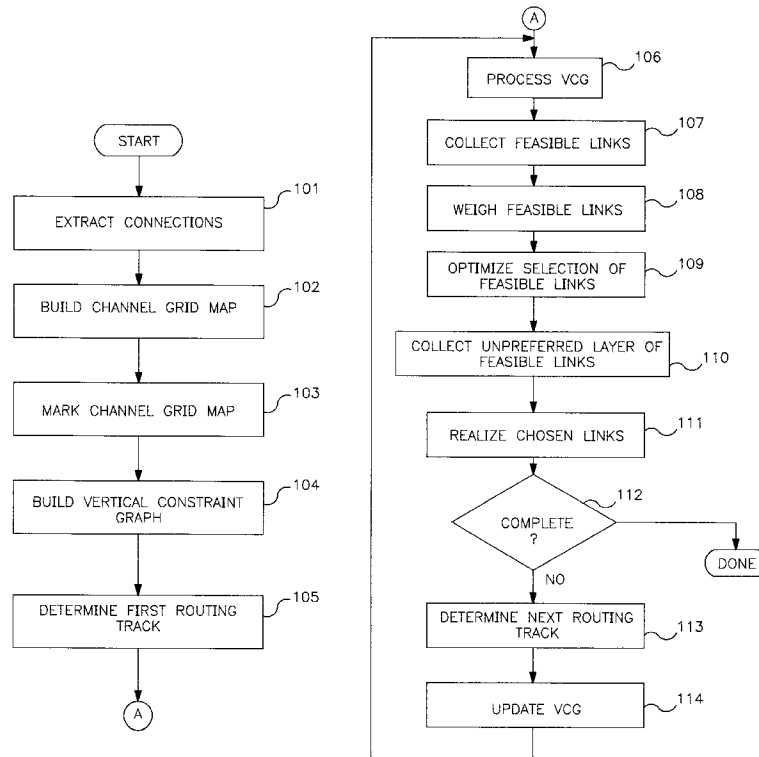 START
101
EXTRACT CONNECTIONS
102
BUILD CHANNEL GRID MAP
103
MARK CHANNEL GRID MAP
104
BUILD VERTICAL CONSTRAINT
GRAPH
105
DETERMINE FIRST ROUTING
TRACK
A
A
106
PROCESS VCG
107
COLLECT FEASIBLE LINKS
108
WEIGH FEASIBLE LINKS
109
OPTIMIZE SELECTION OF
FEASIBLE LINKS
COLLECT UNPREFERRED LAYER OF
FEASIBLE LINKS
110
REALIZE CHOSEN LINKS
111
112
COMPLETE
?
DONE
NO
DETERMINE NEXT ROUTING
TRACK
113
UPDATE VCG
114